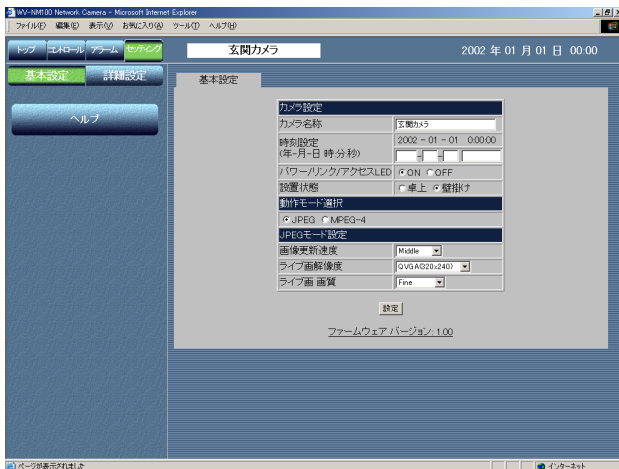 WV-NM100 Network Camera - Microsoft Internet Explorer
ファイル(F) 編集(E) 表示(V) お気に入り(A) ツール(T) ヘルプ(H)
トップ コントロール アラーム セッティング 玄関カメラ 2002 年 01 月 01 日 00:00
基本設定 詳細設定
基本設定
ヘルプ
カメラ設定
カメラ名称 玄関カメラ
時刻設定 2002 - 01 - 01 0:00:00
(年-月-日 時:分:秒) - -
パワー/リンク/アクセスLED ON OFF
設置状態 卓上 壁掛け
動作モード選択
JPEG MPEG-4
JPEGモード設定
画像更新速度 Middle
ライブ画解像度 QVGA(320x240)
ライブ画 画質 Fine
設定
ファームウェア バージョン: 1.00
ページが表示されました インターネット